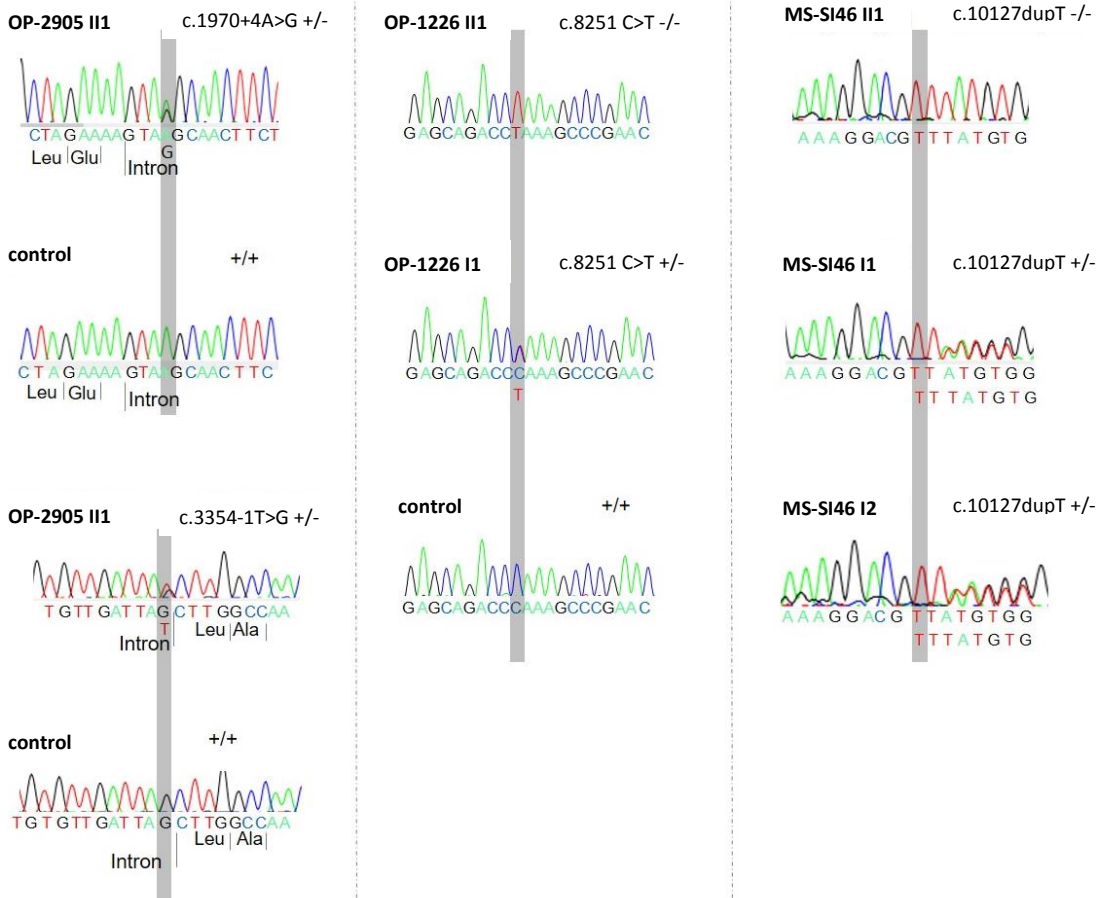 OP-2905 II1 c.1970+4A>G +/-
CTAGAAAAGTAAGCAACTTCT
G
Leu Glu Intron
control +/+
CTAGAAAAGTAAGCAACTTC
Leu Glu Intron
OP-2905 II1 c.3354-1T>G +/-
TGTTGATTAGCTTGGCCAA
T
Intron Leu Ala
control +/+
TGTGTTGATTAGCTTGGCCAA
Leu Ala
Intron
OP-1226 II1 c.8251 C>T -/-
GAGCAGACCTAAAGCCCGAAC
OP-1226 I1 c.8251 C>T +/-
GAGCAGACCCAAAGCCCGAAC
T
control +/+
GAGCAGACCCAAAGCCCGAAC
MS-SI46 II1 c.10127dupT -/-
AAAGGACGTTTATGTG
MS-SI46 I1 c.10127dupT +/-
AAAGGACGTTATGTGG
TTTATGTG
MS-SI46 I2 c.10127dupT +/-
AAAGGACGTTATGTGG
TTTATGTG